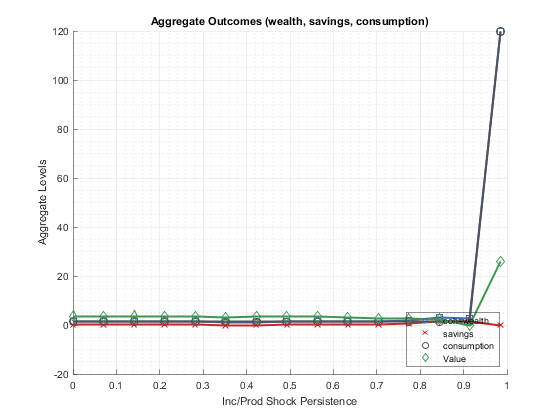 Aggregate Outcomes (wealth, savings, consumption)
120
100
80
60
40
20
0
-20
Aggregate Levels
savings
consumption
Value
0 0.1 0.2 0.3 0.4 0.5 0.6 0.7 0.8 0.9 1
Inc/Prod Shock Persistence